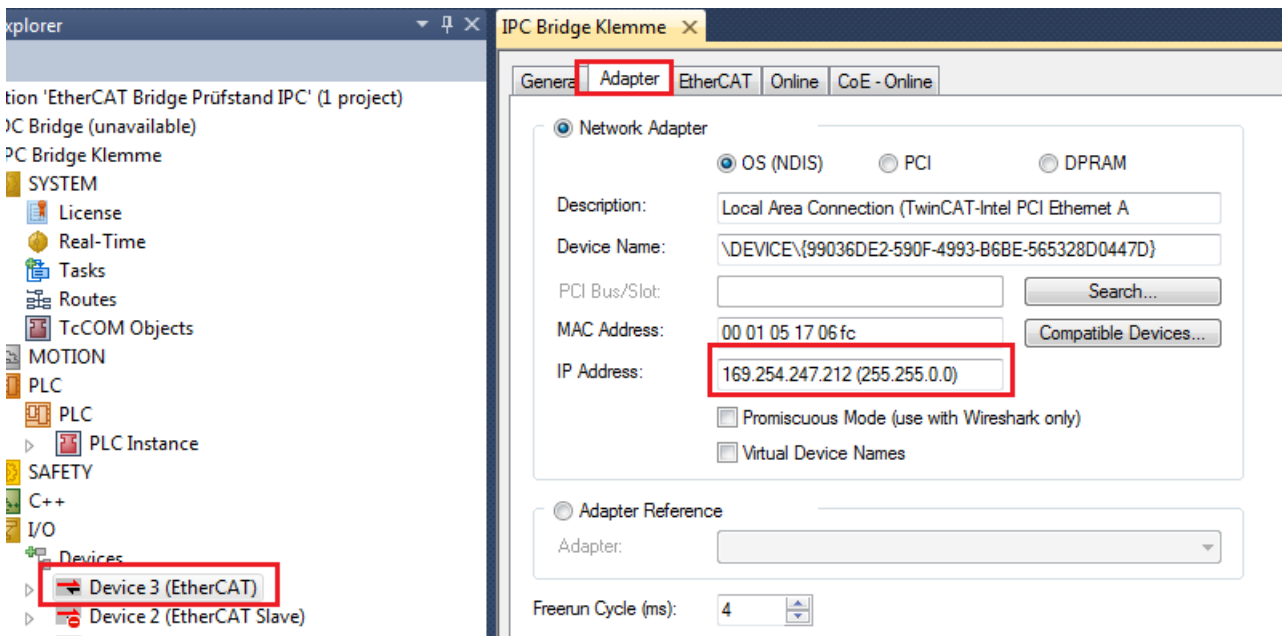 xplorer
tion 'EtherCAT Bridge Prüfstand IPC' (1 project)
OC Bridge (unavailable)
PC Bridge Klemme
SYSTEM
License
Real-Time
Tasks
Routes
TcCOM Objects
MOTION
PLC
PLC
PLC Instance
SAFETY
C++
I/O
Devices
Device 3 (EtherCAT)
Device 2 (EtherCAT Slave)
IPC Bridge Klemme
General Adapter EtherCAT Online CoE - Online
Network Adapter
OS (NDIS) PCI DPRAM
Description: Local Area Connection (TwinCAT-Intel PCI Ethernet A
Device Name: \DEVICE\{99036DE2-590F-4993-B6BE-565328D0447D}
PCI Bus/Slot: Search...
MAC Address: 00 01 05 17 06 fc Compatible Devices...
IP Address: 169.254.247.212 (255.255.0.0)
Promiscuous Mode (use with Wireshark only)
Virtual Device Names
Adapter Reference
Adapter:
Freerun Cycle (ms): 4